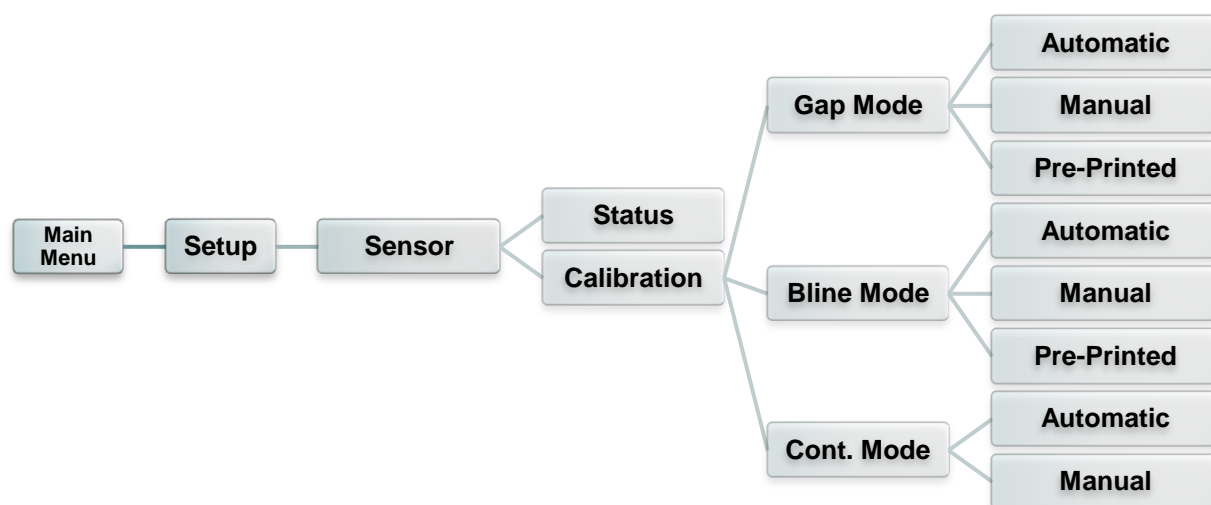 Main
Menu
Setup
Sensor
Status
Calibration
Gap Mode
Automatic
Manual
Pre-Printed
Bline Mode
Automatic
Manual
Pre-Printed
Cont. Mode
Automatic
Manual